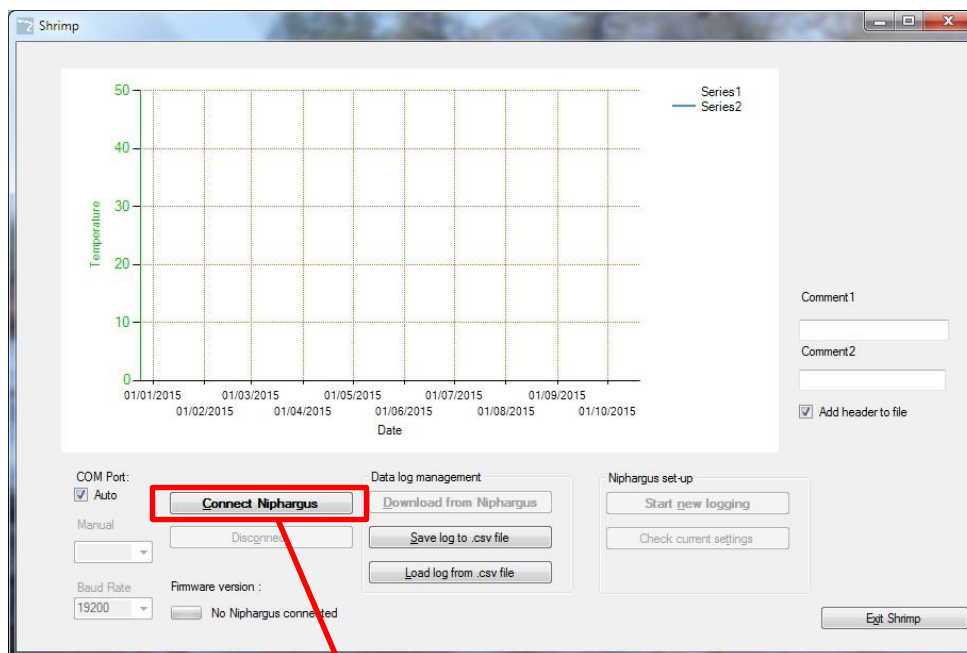 Shrimp
50
40
30
20
10
0
Temperature
Series1
Series2
01/01/2015 01/03/2015 01/05/2015 01/07/2015 01/09/2015
01/02/2015 01/04/2015 01/06/2015 01/08/2015 01/10/2015
Date
Comment1
Comment2
Add header to file
COM Port:
Auto
Manual
Baud Rate
19200
Connect Niphargus
Disconnect
Firmware version :
No Niphargus connected
Data log management
Download from Niphargus
Save log to .csv file
Load log from .csv file
Niphargus set-up
Start new logging
Check current settings
Exit Shrimp